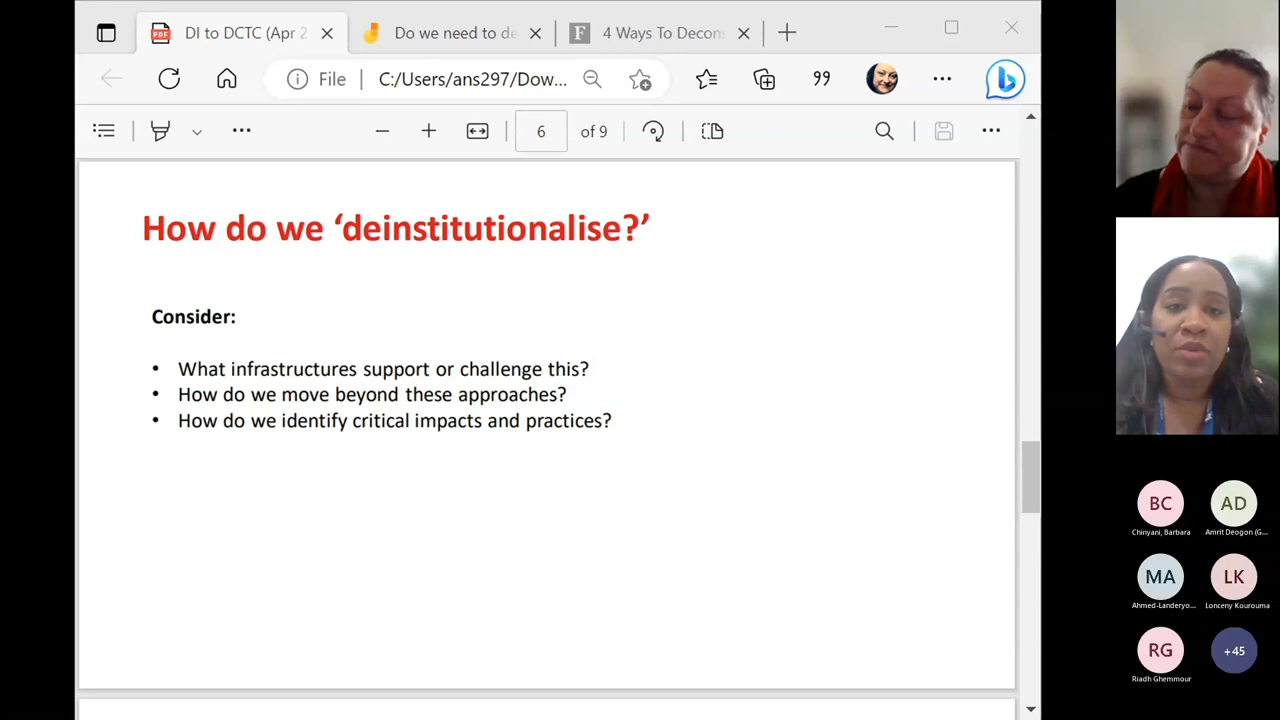 DI to DCTC (Apr 2
Do we need to de
4 Ways To Decons
File
C:/Users/ans297/Dow...
6
of 9
How do we ‘deinstitutionalise?’
Consider:
• What infrastructures support or challenge this?
• How do we move beyond these approaches?
• How do we identify critical impacts and practices?
BC
AD
Chinyani, Barbara
Amrit Deogon (G...
MA
LK
Ahmed-Landeryo...
Lonceny Kourouma
RG
+45
Riadh Ghemmour